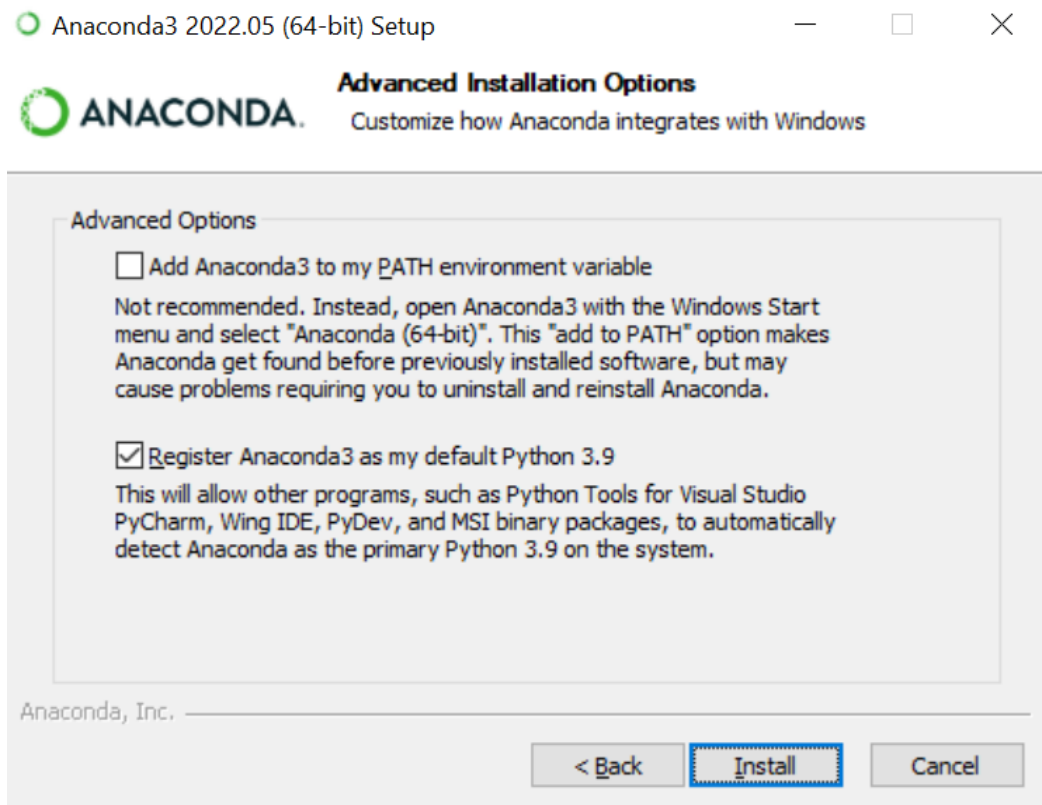 Anaconda3 2022.05 (64-bit) Setup
ANACONDA.
Advanced Installation Options
Customize how Anaconda integrates with Windows
Advanced Options
Add Anaconda3 to my PATH environment variable
Not recommended. Instead, open Anaconda3 with the Windows Start
menu and select "Anaconda (64-bit)". This "add to PATH" option makes
Anaconda get found before previously installed software, but may
cause problems requiring you to uninstall and reinstall Anaconda.
Register Anaconda3 as my default Python 3.9
This will allow other programs, such as Python Tools for Visual Studio
PyCharm, Wing IDE, PyDev, and MSI binary packages, to automatically
detect Anaconda as the primary Python 3.9 on the system.
Anaconda, Inc.
< Back Install Cancel